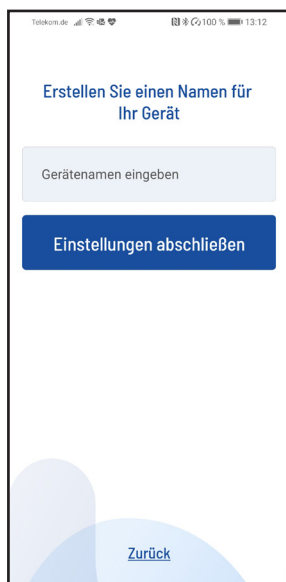 Telekom.de 100 % 13:12
Erstellen Sie einen Namen für
Ihr Gerät
Gerätenamen eingeben
Einstellungen abschließen
Zurück